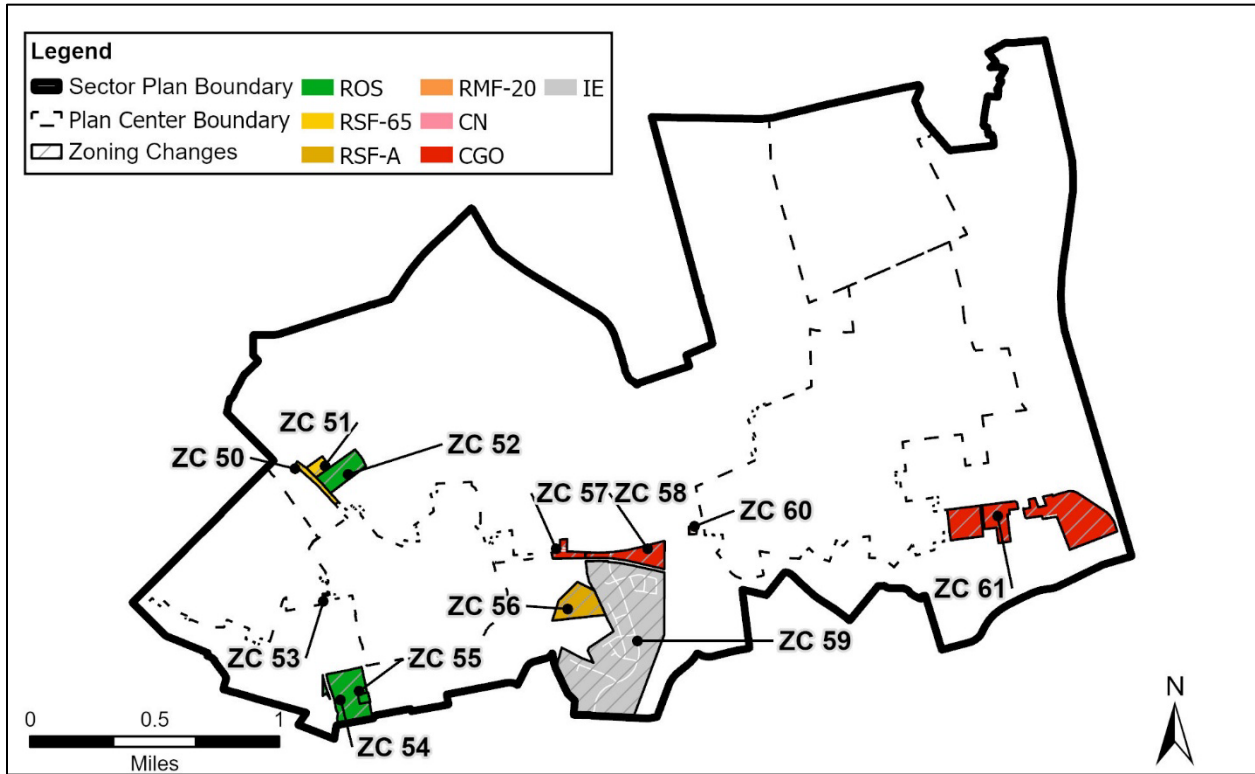 Legend
Sector Plan Boundary ROS RMF-20 IE
Plan Center Boundary RSF-65 CN
Zoning Changes RSF-A CGO
ZC 51
ZC 50 ZC 52
ZC 57 ZC 58
ZC 60
ZC 61
ZC 56
ZC 59
ZC 53 ZC 55
ZC 54
0 0.5 1
Miles
N